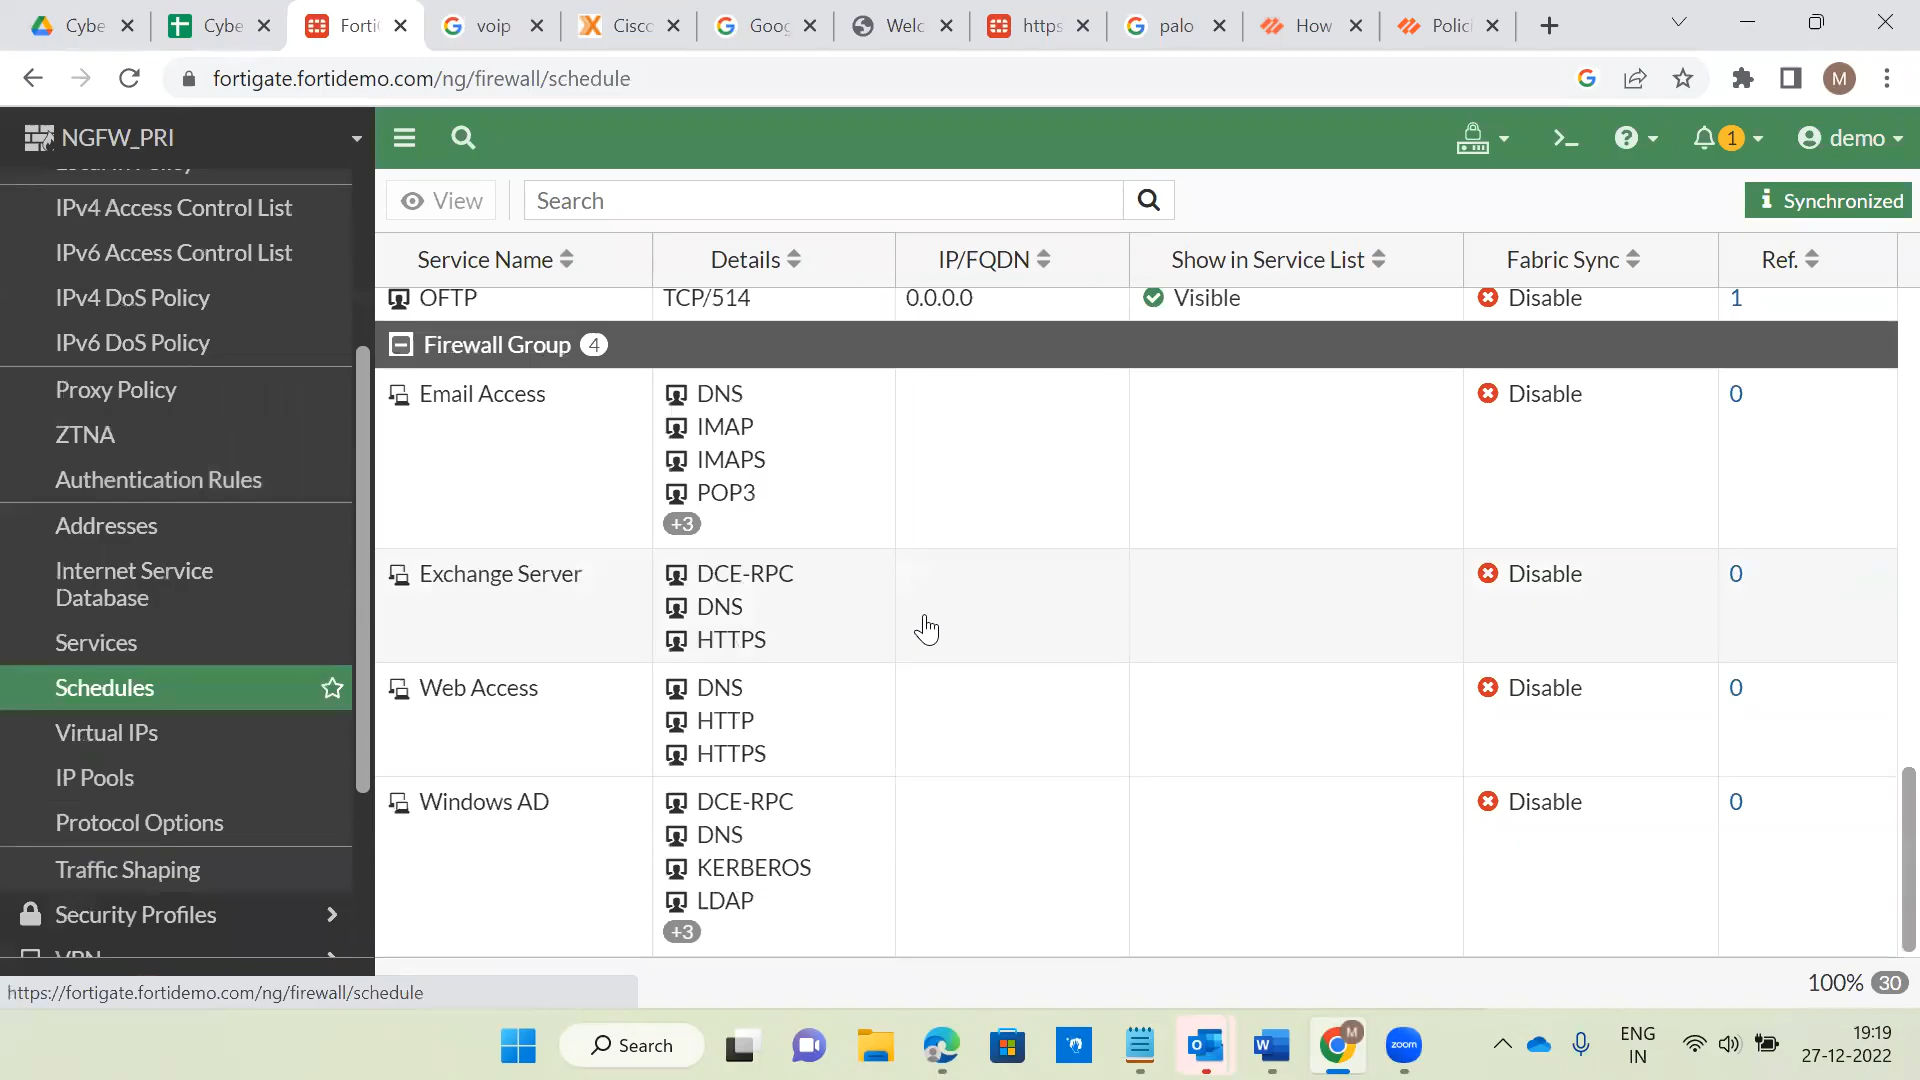 Cybe
Cybe
Forti
voip
Cisco
Goog
Welc
https
palo
How
Polic
fortigate.fortidemo.com/ng/firewall/schedule
M
NGFW_PRI
1
demo
IPv4 Access Control List
IPv6 Access Control List
IPv4 DoS Policy
IPv6 DoS Policy
Proxy Policy
ZTNA
Authentication Rules
Addresses
Internet Service
Database
Services
Schedules
Virtual IPs
IP Pools
Protocol Options
Traffic Shaping
Security Profiles
VPN
View
Search
Synchronized
Service Name Details IP/FQDN Show in Service List Fabric Sync Ref.
OFTP TCP/514 0.0.0.0 Visible Disable 1
Firewall Group 4
Email Access DNS Disable 0
IMAP
IMAPS
POP3
+3
Exchange Server DCE-RPC Disable 0
DNS
HTTPS
Web Access DNS Disable 0
HTTP
HTTPS
Windows AD DCE-RPC Disable 0
DNS
KERBEROS
LDAP
+3
100% 30
https://fortigate.fortidemo.com/ng/firewall/schedule
Search
M
zoom
ENG
IN
19:19
27-12-2022